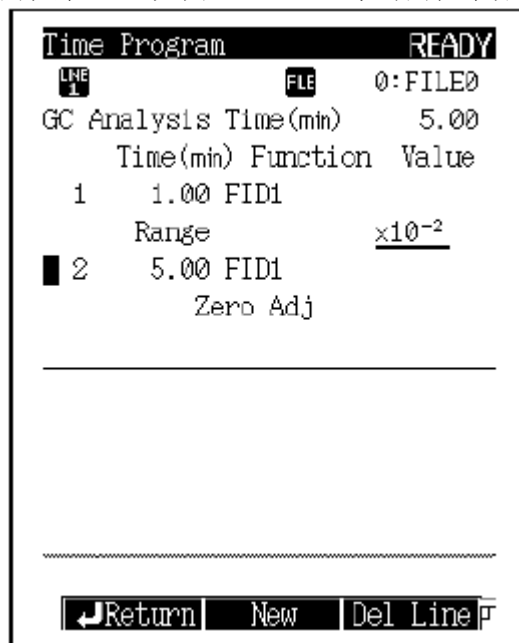 Time Program READY
LINE 1 FLE 0:FILE0
GC Analysis Time(min) 5.00
Time(min) Function Value
1 1.00 FID1
Range ×10⁻²
2 5.00 FID1
Zero Adj
↵Return New Del Line